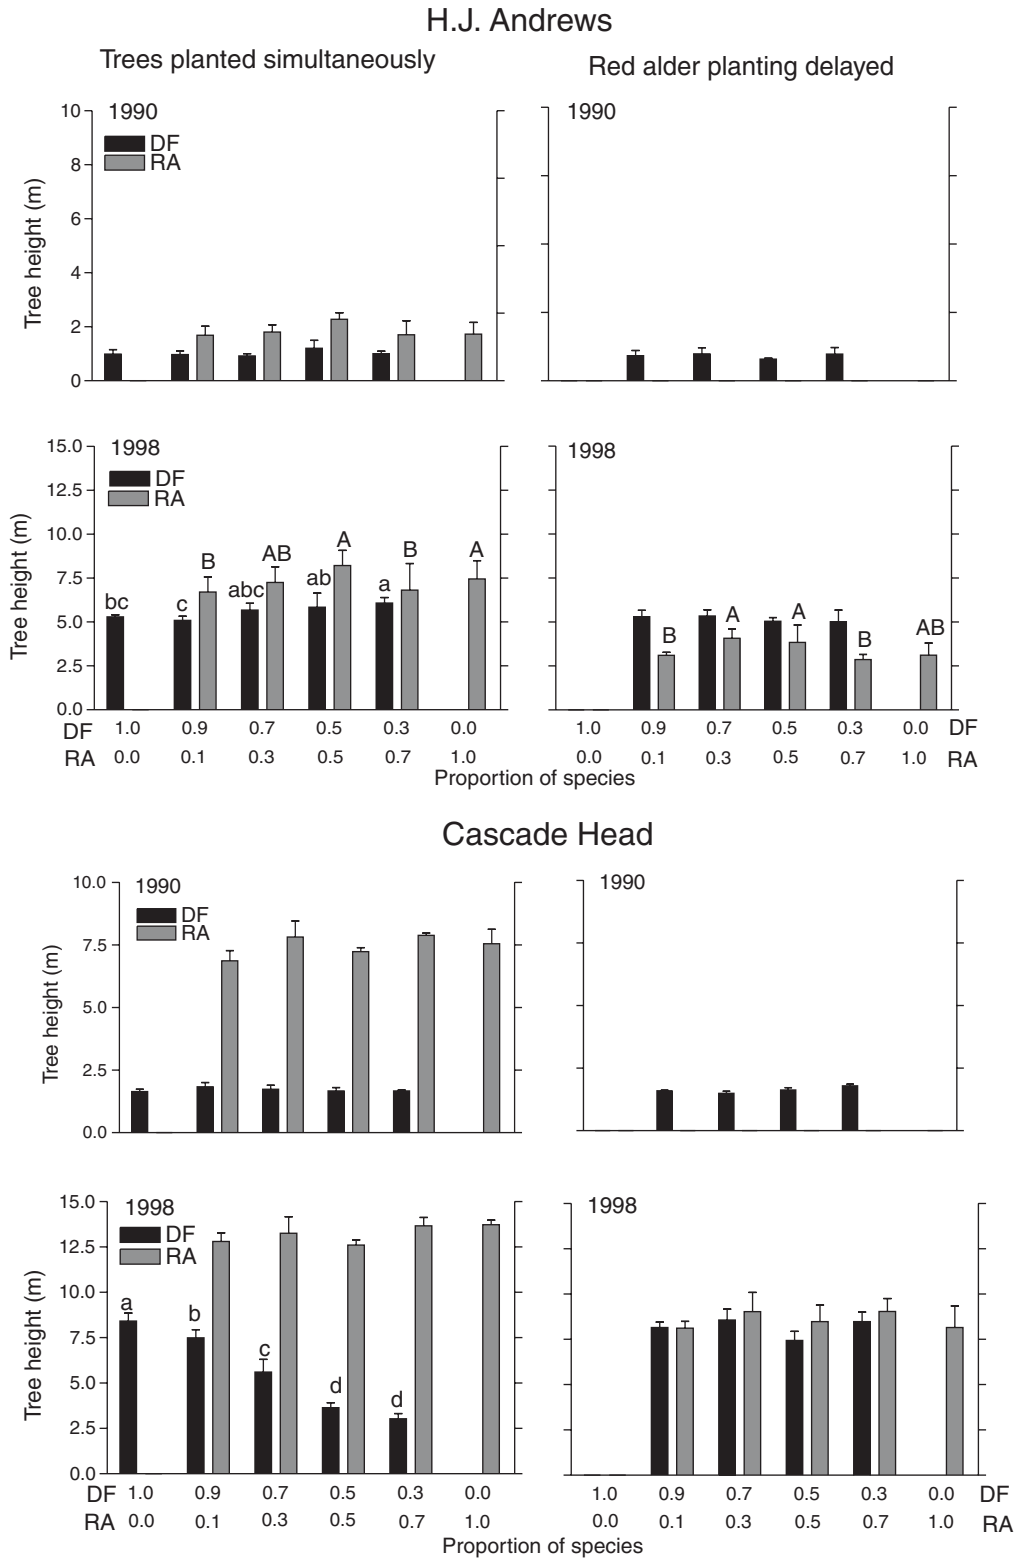 H.J. Andrews
Trees planted simultaneously
Red alder planting delayed
10
8
6
4
2
0
Tree height (m)
1990
DF
RA
1990
15.0
12.5
10.0
7.5
5.0
2.5
0.0
Tree height (m)
1998
DF
RA
bc
c
B
abc
AB
ab
A
a
B
A
1998
B
A
A
B
AB
DF 1.0 0.9 0.7 0.5 0.3 0.0
RA 0.0 0.1 0.3 0.5 0.7 1.0
1.0 0.9 0.7 0.5 0.3 0.0 DF
0.0 0.1 0.3 0.5 0.7 1.0 RA
Proportion of species
Cascade Head
10.0
7.5
5.0
2.5
0.0
Tree height (m)
1990
DF
RA
1990
15.0
12.5
10.0
7.5
5.0
2.5
0.0
Tree height (m)
1998
DF
RA
a
b
c
d
d
1998
DF 1.0 0.9 0.7 0.5 0.3 0.0
RA 0.0 0.1 0.3 0.5 0.7 1.0
1.0 0.9 0.7 0.5 0.3 0.0 DF
0.0 0.1 0.3 0.5 0.7 1.0 RA
Proportion of species